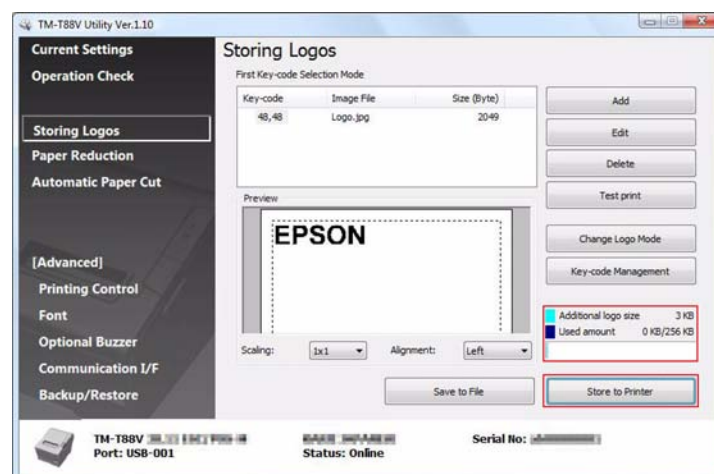 TM-T88V Utility Ver.1.10
Current Settings
Operation Check
Storing Logos
Paper Reduction
Automatic Paper Cut
[Advanced]
Printing Control
Font
Optional Buzzer
Communication I/F
Backup/Restore
Storing Logos
First Key-code Selection Mode
Key-code Image File Size (Byte)
48,48 Logo.jpg 2049
Preview
EPSON
Scaling: 1x1 Alignment: Left
Add
Edit
Delete
Test print
Change Logo Mode
Key-code Management
Additional logo size 3 KB
Used amount 0 KB/256 KB
Save to File
Store to Printer
TM-T88V
Port: USB-001
Status: Online
Serial No: